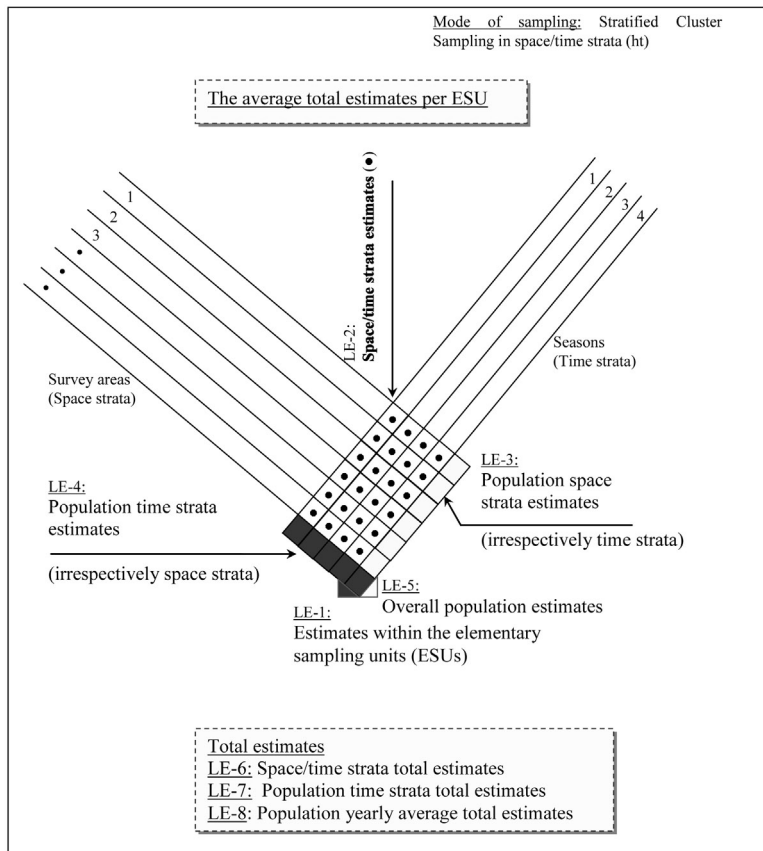 Mode of sampling: Stratified Cluster
Sampling in space/time strata (ht)
The average total estimates per ESU
LE-2:
Space/time strata estimates (•)
1
2
3
1
2
3
4
Survey areas
(Space strata)
Seasons
(Time strata)
LE-4:
Population time strata
estimates
(irrespectively space strata)
LE-3:
Population space
strata estimates
(irrespectively time strata)
LE-5:
Overall population estimates
LE-1:
Estimates within the elementary
sampling units (ESUs)
Total estimates
LE-6: Space/time strata total estimates
LE-7: Population time strata total estimates
LE-8: Population yearly average total estimates